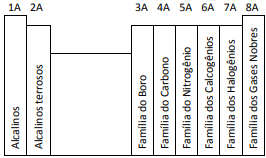 1A 2A 3A 4A 5A 6A 7A 8A
Alcalinos
Alcalinos terrosos
Família do Boro
Família do Carbono
Família do Nitrogênio
Família dos Calcogênios
Família dos Halogênios
Família dos Gases Nobres